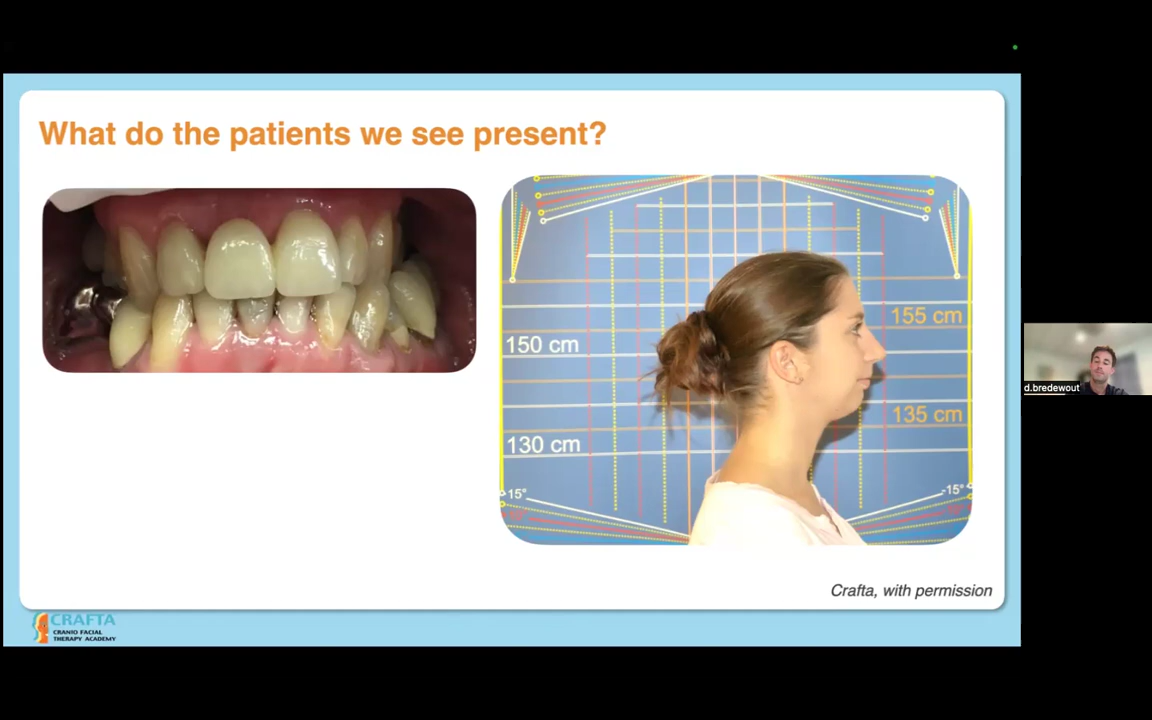 What do the patients we see present?
155 cm
150 cm
135 cm
130 cm
15°
-15°
Crafta, with permission
CRAFTA
CRANIO FACIAL
THERAPY ACADEMY
d.bredewout